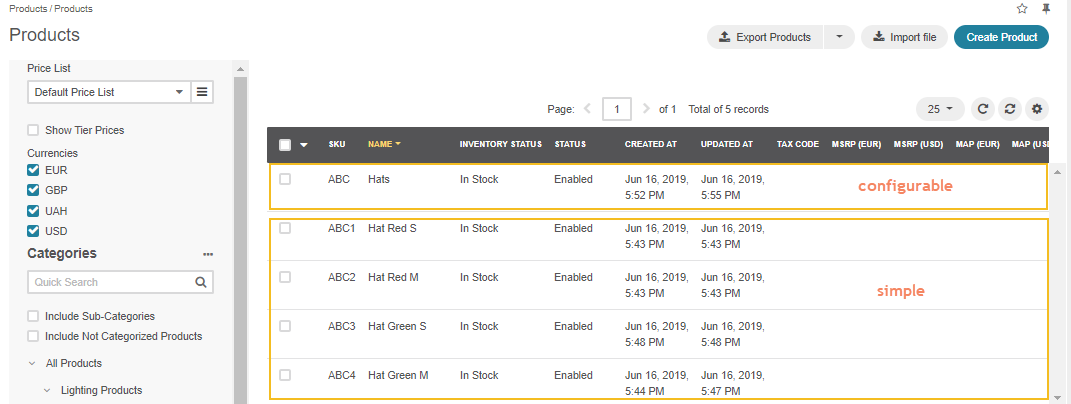 Products / Products
Products
Export Products
Import file
Create Product
Price List
Default Price List
Show Tier Prices
Currencies
EUR
GBP
UAH
USD
Categories
Quick Search
Include Sub-Categories
Include Not Categorized Products
All Products
Lighting Products
Page: 1 of 1 Total of 5 records
25
SKU NAME INVENTORY STATUS STATUS CREATED AT UPDATED AT TAX CODE MSRP (EUR) MSRP (USD) MAP (EUR) MAP (USD
ABC Hats In Stock Enabled Jun 16, 2019, Jun 16, 2019, configurable
5:52 PM 5:55 PM
ABC1 Hat Red S In Stock Enabled Jun 16, 2019, Jun 16, 2019,
5:43 PM 5:43 PM
ABC2 Hat Red M In Stock Enabled Jun 16, 2019, Jun 16, 2019,
5:43 PM 5:43 PM simple
ABC3 Hat Green S In Stock Enabled Jun 16, 2019, Jun 16, 2019,
5:48 PM 5:48 PM
ABC4 Hat Green M In Stock Enabled Jun 16, 2019, Jun 16, 2019,
5:44 PM 5:47 PM